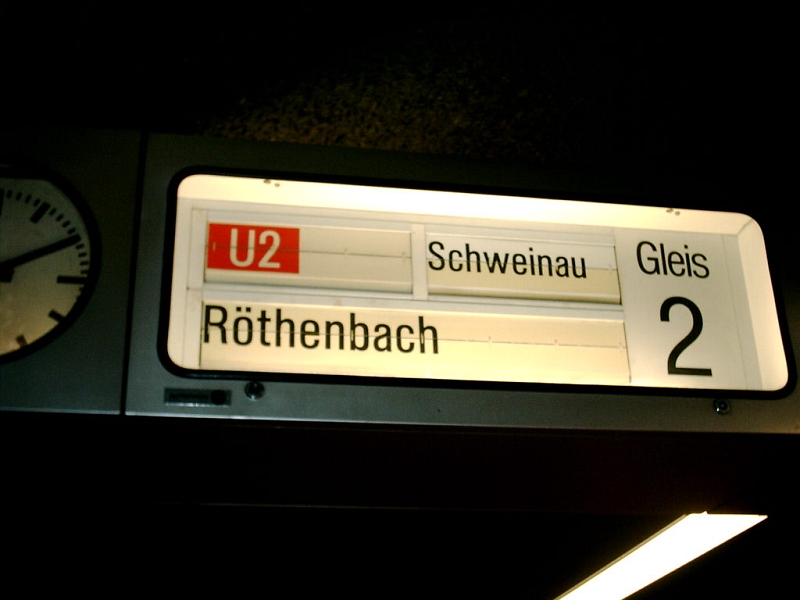 U2 Schweinau Gleis
Röthenbach 2